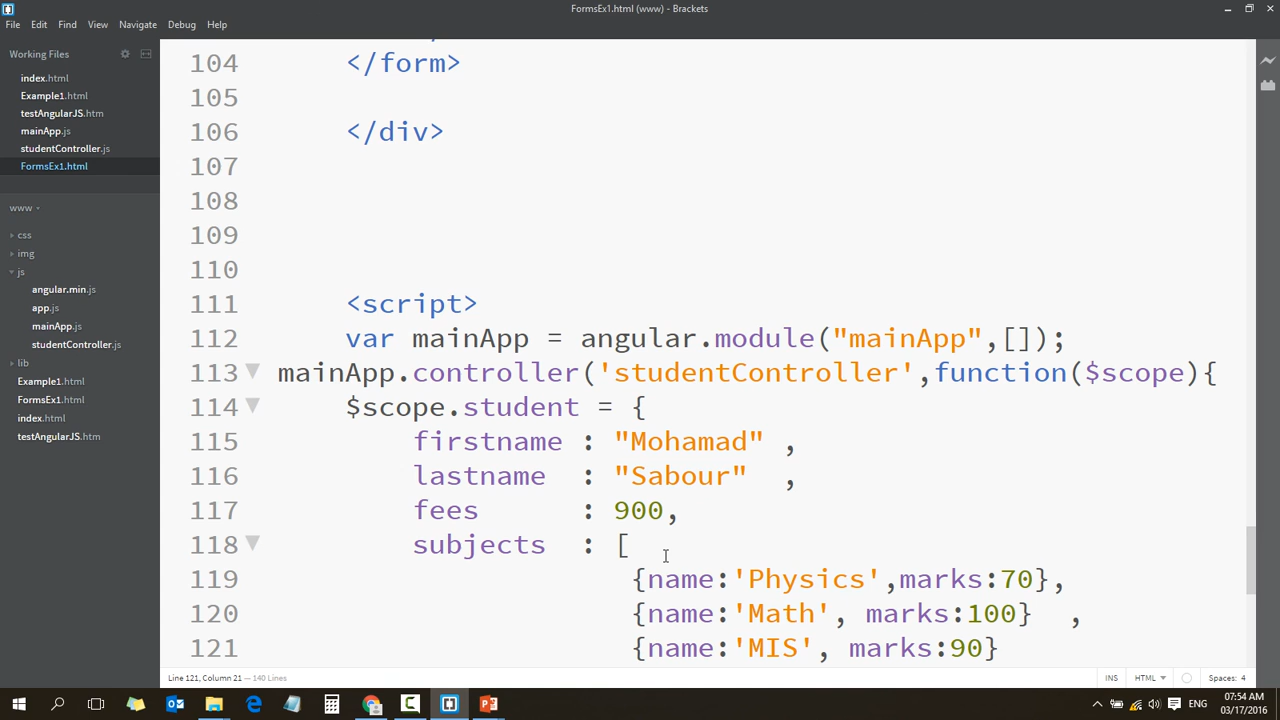 FormsEx1.html (www) - Brackets
File Edit Find View Navigate Debug Help
Working Files
index.html
Example1.html
testAngularJS.htm
mainApp.js
studentController.js
FormsEx1.html
www
css
img
js
angular.min.js
app.js
mainApp.js
studentController.js
lib
Example1.html
FormsEx1.html
index.html
testAngularJS.htm
104 </form>
105
106 </div>
107
108
109
110
111 <script>
112 var mainApp = angular.module("mainApp",[]);
113 mainApp.controller('studentController',function($scope){
114 $scope.student = {
115 firstname : "Mohamad" ,
116 lastname : "Sabour" ,
117 fees : 900,
118 subjects : [
119 {name:'Physics',marks:70},
120 {name:'Math', marks:100} ,
121 {name:'MIS', marks:90}
Line 121, Column 21 — 140 Lines
INS HTML Spaces: 4
ENG
07:54 AM
03/17/2016